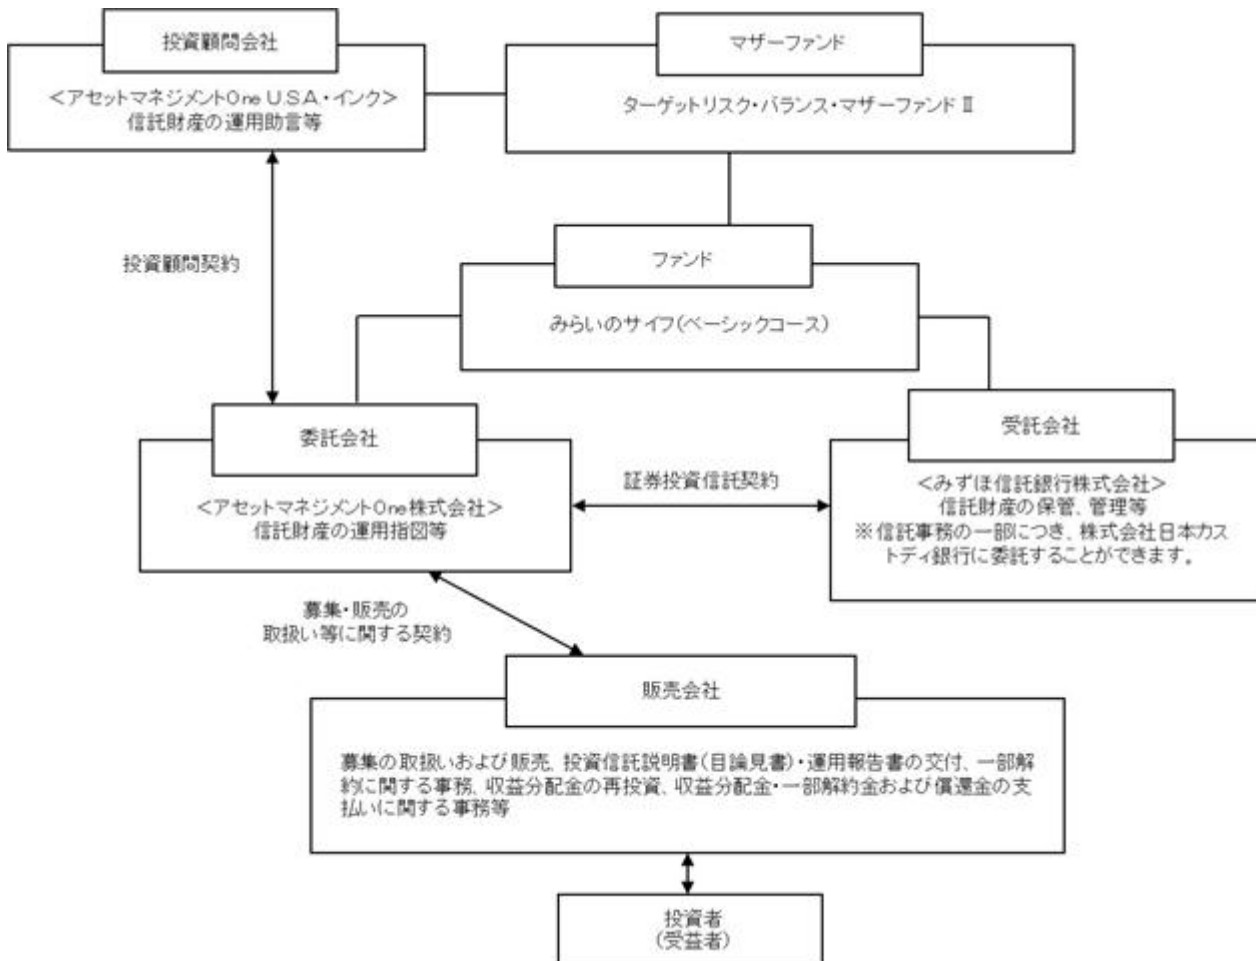 投資顧問会社
<アセットマネジメントOne U.S.A.・インク>
信託財産の運用助言等
マザーファンド
ターゲットリスク・バランス・マザーファンド Ⅱ
投資顧問契約
ファンド
みらいのサイフ(ベーシックコース)
委託会社
<アセットマネジメントOne株式会社>
信託財産の運用指図等
証券投資信託契約
受託会社
<みずほ信託銀行株式会社>
信託財産の保管、管理等
※信託事務の一部につき、株式会社日本カス
トディ銀行に委託することができます。
募集・販売の
取扱い等に関する契約
販売会社
募集の取扱いおよび販売、投資信託説明書(目論見書)・運用報告書の交付、一部解
約に関する事務、収益分配金の再投資、収益分配金・一部解約金および償還金の支
払いに関する事務等
投資者
(受益者)